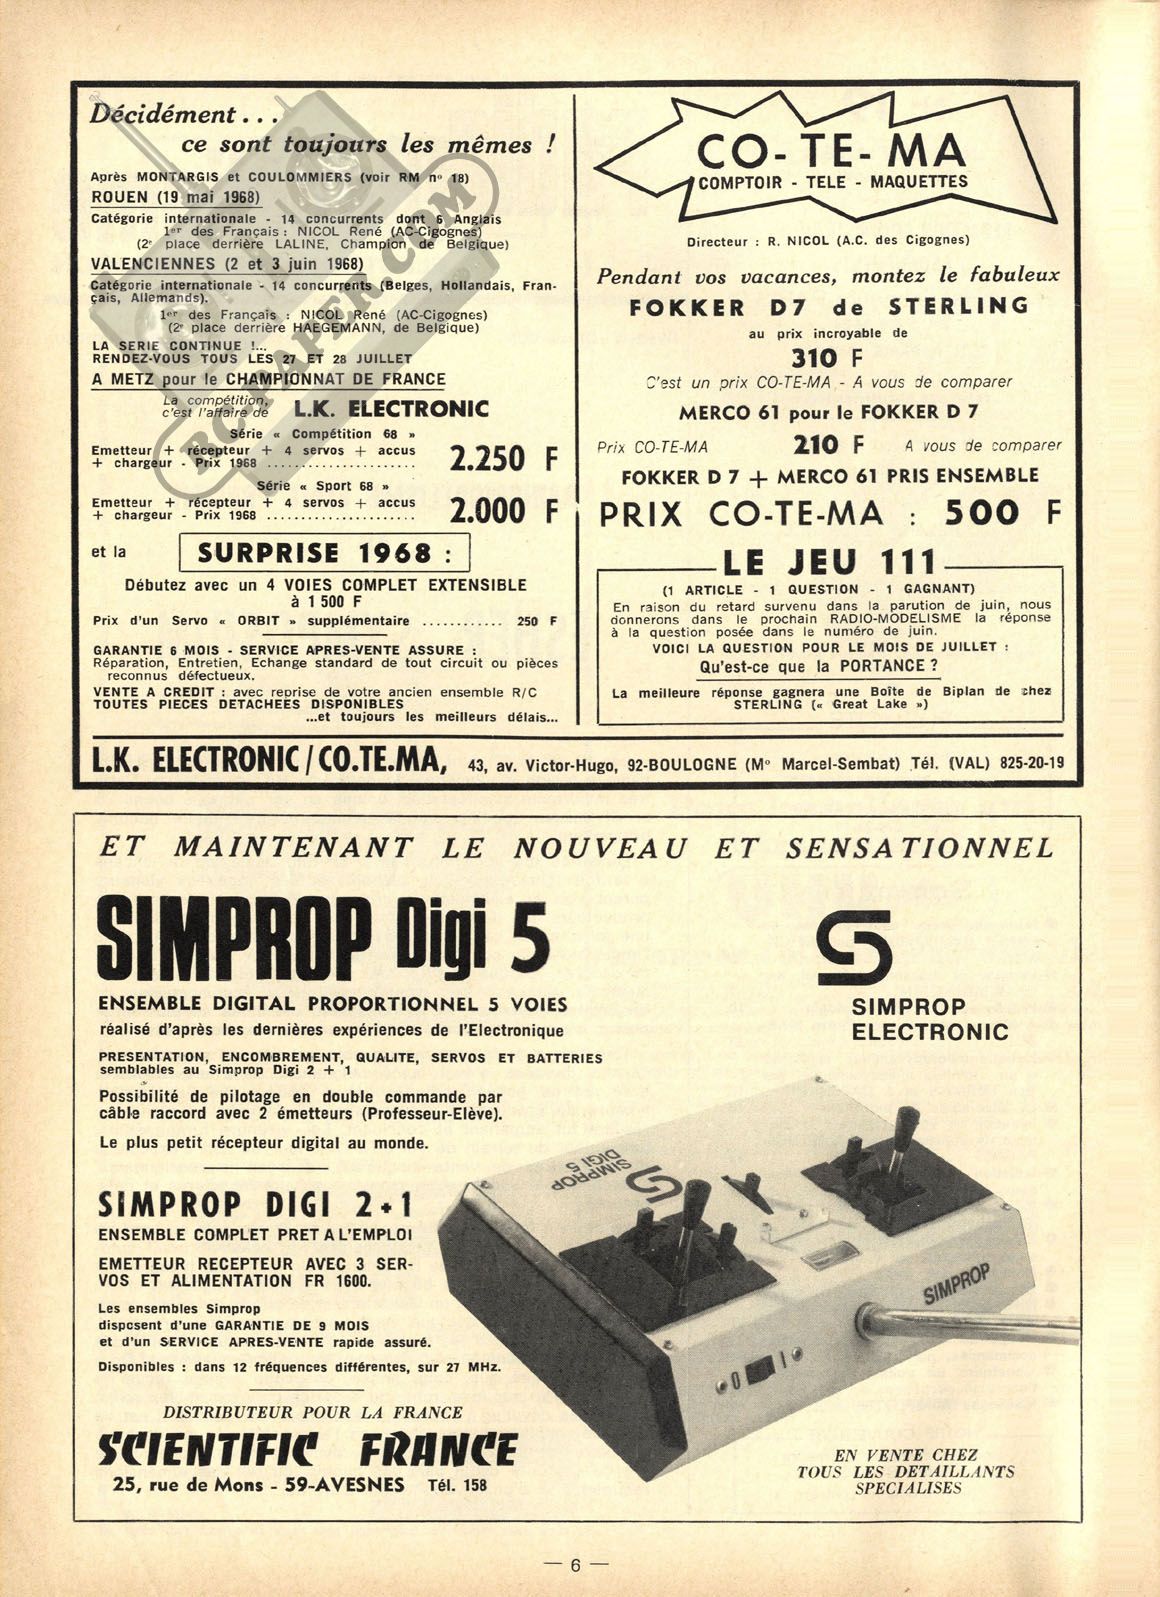 Décidément...
ce sont toujours les mêmes !
Après MONTARGIS et COULOMMIERS (voir RM n° 18)
ROUEN (19 mai 1968)
Catégorie internationale - 14 concurrents dont 6 Anglais
1er des Français : NICOL René (AC-Cigognes)
(2e place derrière LALINE, Champion de Belgique)
VALENCIENNES (2 et 3 juin 1968)
Catégorie internationale - 14 concurrents (Belges, Hollandais, Fran-
çais, Allemands).
1er des Français : NICOL René (AC-Cigognes)
(2e place derrière HAEGEMANN, de Belgique)
LA SERIE CONTINUE !...
RENDEZ-VOUS TOUS LES 27 ET 28 JUILLET
A METZ pour le CHAMPIONNAT DE FRANCE
La compétition,
c'est l'affaire de L.K. ELECTRONIC
Série « Compétition 68 »
Emetteur + récepteur + 4 servos + accus
+ chargeur - Prix 1968 ...................... 2.250 F
Série « Sport 68 »
Emetteur + récepteur + 4 servos + accus
+ chargeur - Prix 1968 ...................... 2.000 F
et la SURPRISE 1968 :
Débutez avec un 4 VOIES COMPLET EXTENSIBLE
à 1 500 F
Prix d'un Servo « ORBIT » supplémentaire ............ 250 F
GARANTIE 6 MOIS - SERVICE APRES-VENTE ASSURE :
Réparation, Entretien, Echange standard de tout circuit ou pièces
reconnus défectueux.
VENTE A CREDIT : avec reprise de votre ancien ensemble R/C
TOUTES PIECES DETACHEES DISPONIBLES
...et toujours les meilleurs délais...
RCPAPER.COM
CO-TE-MA
COMPTOIR - TELE - MAQUETTES
Directeur : R. NICOL (A.C. des Cigognes)
Pendant vos vacances, montez le fabuleux
FOKKER D7 de STERLING
au prix incroyable de
310 F
C'est un prix CO-TE-MA - A vous de comparer
MERCO 61 pour le FOKKER D 7
Prix CO-TE-MA 210 F A vous de comparer
FOKKER D 7 + MERCO 61 PRIS ENSEMBLE
PRIX CO-TE-MA : 500 F
LE JEU 111
(1 ARTICLE - 1 QUESTION - 1 GAGNANT)
En raison du retard survenu dans la parution de juin, nous
donnerons dans le prochain RADIO-MODELISME la réponse
à la question posée dans le numéro de juin.
VOICI LA QUESTION POUR LE MOIS DE JUILLET :
Qu'est-ce que la PORTANCE ?
La meilleure réponse gagnera une Boîte de Biplan de chez
STERLING (« Great Lake »)
L.K. ELECTRONIC / CO.TE.MA, 43, av. Victor-Hugo, 92-BOULOGNE (M° Marcel-Sembat) Tél. (VAL) 825-20-19
ET MAINTENANT LE NOUVEAU ET SENSATIONNEL
SIMPROP Digi 5
ENSEMBLE DIGITAL PROPORTIONNEL 5 VOIES
réalisé d'après les dernières expériences de l'Electronique
PRESENTATION, ENCOMBREMENT, QUALITE, SERVOS ET BATTERIES
semblables au Simprop Digi 2 + 1
Possibilité de pilotage en double commande par
câble raccord avec 2 émetteurs (Professeur-Elève).
Le plus petit récepteur digital au monde.
SIMPROP
ELECTRONIC
SIMPROP DIGI 2+1
ENSEMBLE COMPLET PRET A L'EMPLOI
EMETTEUR RECEPTEUR AVEC 3 SER-
VOS ET ALIMENTATION FR 1600.
Les ensembles Simprop
disposent d'une GARANTIE DE 9 MOIS
et d'un SERVICE APRES-VENTE rapide assuré.
Disponibles : dans 12 fréquences différentes, sur 27 MHz.
DISTRIBUTEUR POUR LA FRANCE
SCIENTIFIC FRANCE
25, rue de Mons - 59-AVESNES Tél. 158
SIMPROP
DIGI 5
SIMPROP
0 1
EN VENTE CHEZ
TOUS LES DETAILLANTS
SPECIALISES
— 6 —